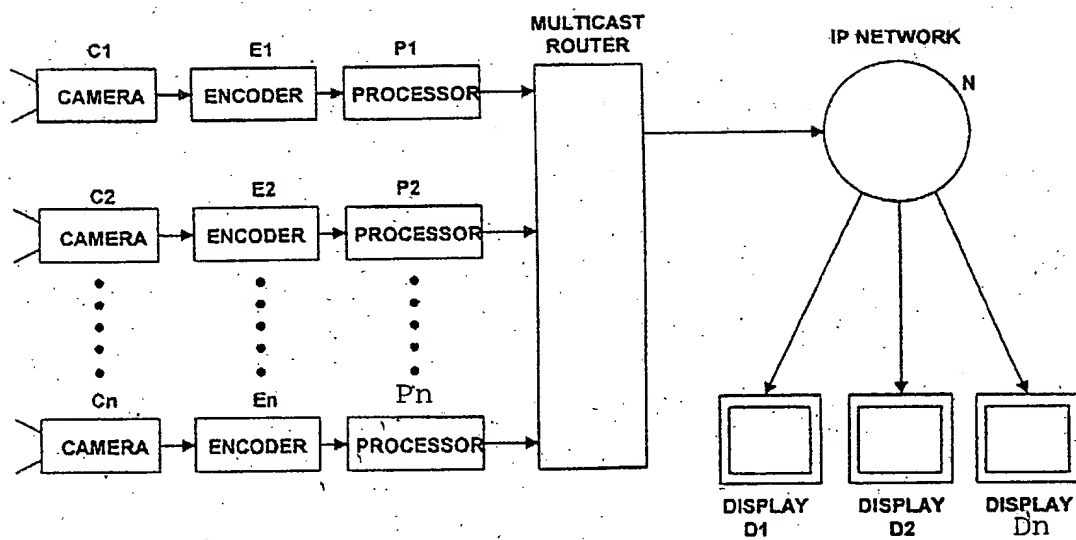 MULTICAST
ROUTER
IP NETWORK
N
C1 E1 P1
CAMERA ENCODER PROCESSOR
C2 E2 P2
CAMERA ENCODER PROCESSOR
Cn En Pn
CAMERA ENCODER PROCESSOR
DISPLAY DISPLAY DISPLAY
D1 D2 Dn